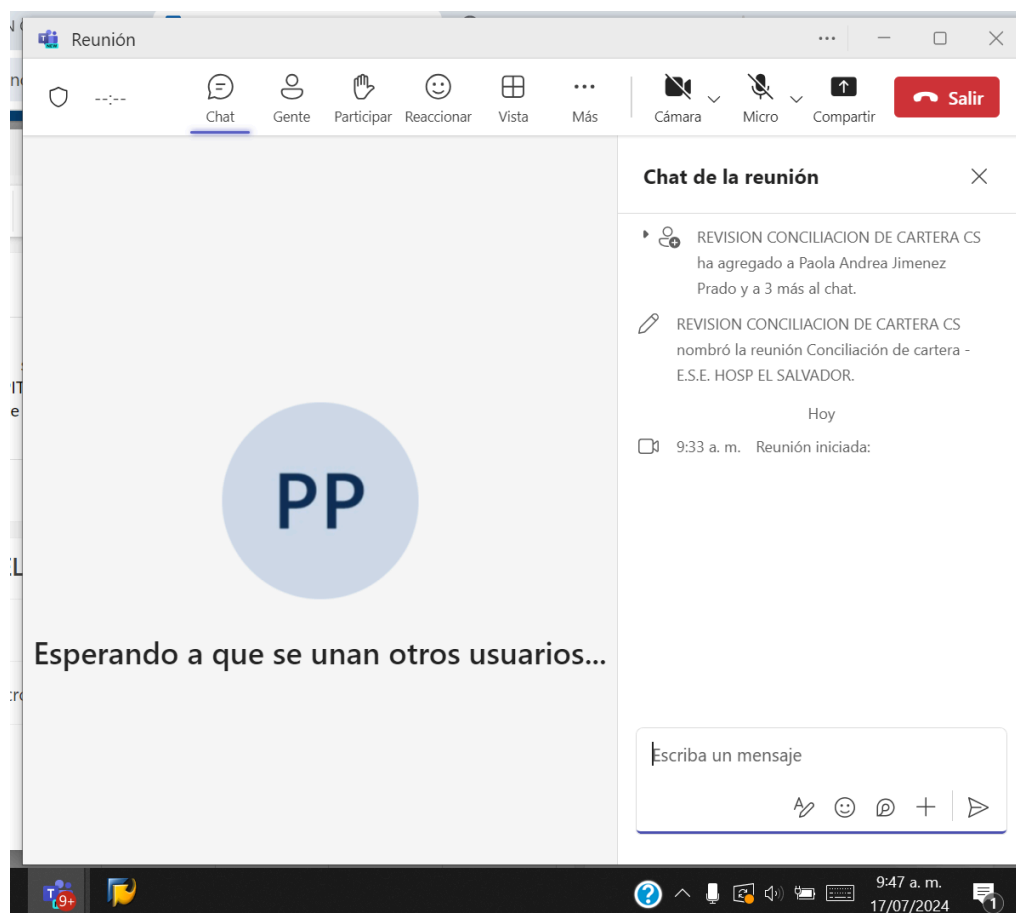 Reunión
--:--
Chat
Gente
Participar
Reaccionar
Vista
Más
Cámara
Micro
Compartir
Salir
Chat de la reunión
REVISION CONCILIACION DE CARTERA CS
ha agregado a Paola Andrea Jimenez
Prado y a 3 más al chat.
REVISION CONCILIACION DE CARTERA CS
nombró la reunión Conciliación de cartera -
E.S.E. HOSP EL SALVADOR.
Hoy
9:33 a. m. Reunión iniciada:
PP
Esperando a que se unan otros usuarios...
Escriba un mensaje
9+
9:47 a. m.
17/07/2024
1